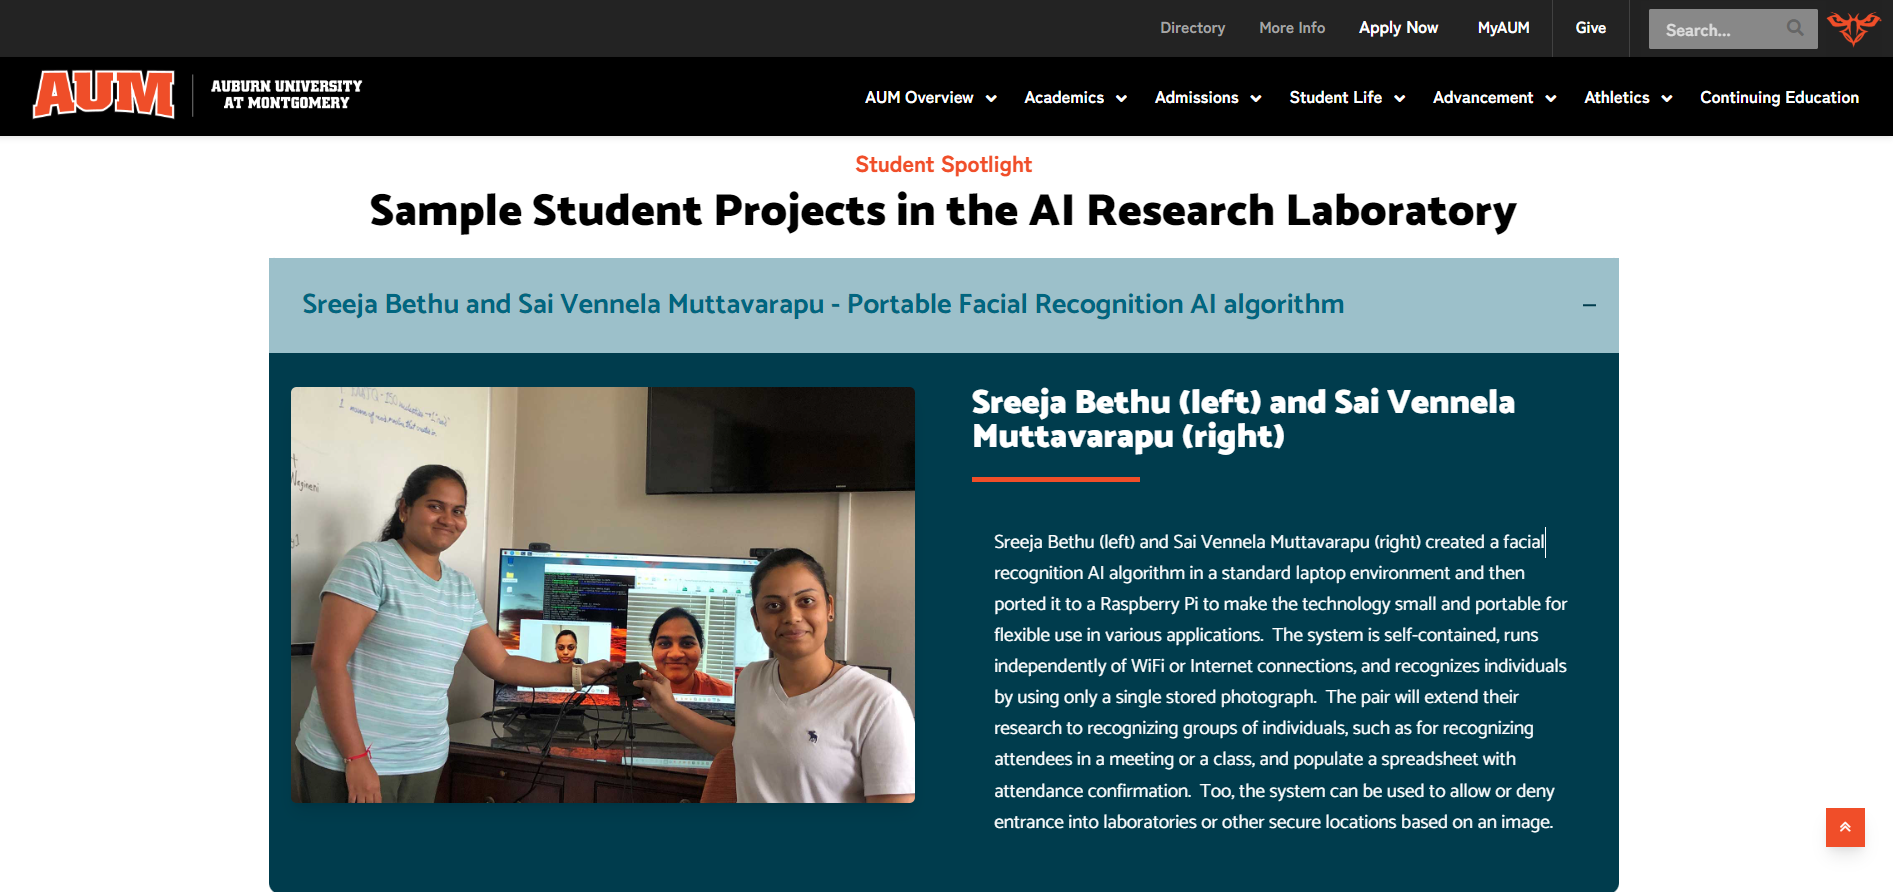 Directory More Info Apply Now MyAUM Give Search...
AUM AUBURN UNIVERSITY
AT MONTGOMERY
AUM Overview Academics Admissions Student Life Advancement Athletics Continuing Education
Student Spotlight
Sample Student Projects in the AI Research Laboratory
Sreeja Bethu and Sai Vennela Muttavarapu - Portable Facial Recognition AI algorithm
Sreeja Bethu (left) and Sai Vennela
Muttavarapu (right)
Sreeja Bethu (left) and Sai Vennela Muttavarapu (right) created a facial
recognition AI algorithm in a standard laptop environment and then
ported it to a Raspberry Pi to make the technology small and portable for
flexible use in various applications.  The system is self-contained, runs
independently of WiFi or Internet connections, and recognizes individuals
by using only a single stored photograph.  The pair will extend their
research to recognizing groups of individuals, such as for recognizing
attendees in a meeting or a class, and populate a spreadsheet with
attendance confirmation.  Too, the system can be used to allow or deny
entrance into laboratories or other secure locations based on an image.